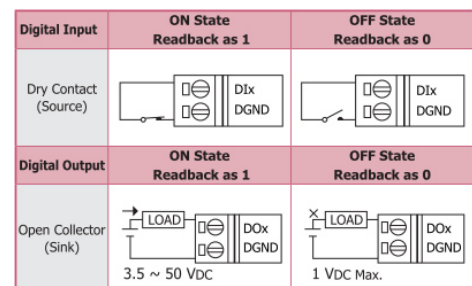 Digital Input
ON State
Readback as 1
OFF State
Readback as 0
Dry Contact
(Source)
DIx
DGND
DIx
DGND
Digital Output
ON State
Readback as 1
OFF State
Readback as 0
Open Collector
(Sink)
LOAD
DOx
DGND
3.5 ~ 50 VDC
LOAD
DOx
DGND
1 VDC Max.